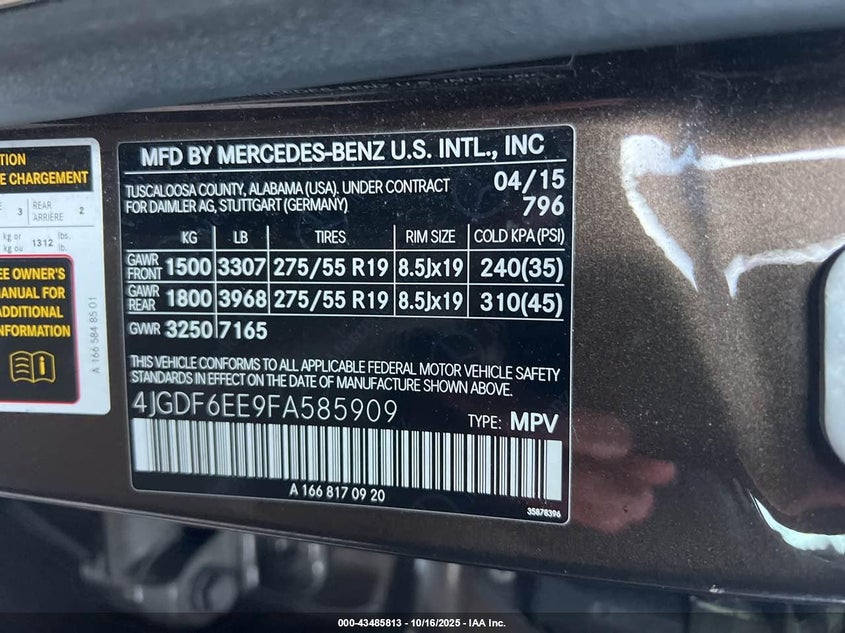 TION
E CHARGEMENT
3 REAR ARRIÈRE 2
kg or kg ou 1312 lbs. lb.
EE OWNER'S
MANUAL FOR
ADDITIONAL
INFORMATION
A 166 584 85 01
MFD BY MERCEDES-BENZ U.S. INTL., INC
TUSCALOOSA COUNTY, ALABAMA (USA). UNDER CONTRACT 04/15
FOR DAIMLER AG, STUTTGART (GERMANY) 796
KG LB TIRES RIM SIZE COLD KPA (PSI)
GAWR FRONT 1500 3307 275/55 R19 8.5Jx19 240(35)
GAWR REAR 1800 3968 275/55 R19 8.5Jx19 310(45)
GVWR 3250 7165
THIS VEHICLE CONFORMS TO ALL APPLICABLE FEDERAL MOTOR VEHICLE SAFETY
STANDARDS IN EFFECT ON THE DATE OF MANUFACTURE SHOWN ABOVE.
4JGDF6EE9FA585909
TYPE: MPV
A 166 817 09 20
35878396
000-43485813 - 10/16/2025 - IAA Inc.